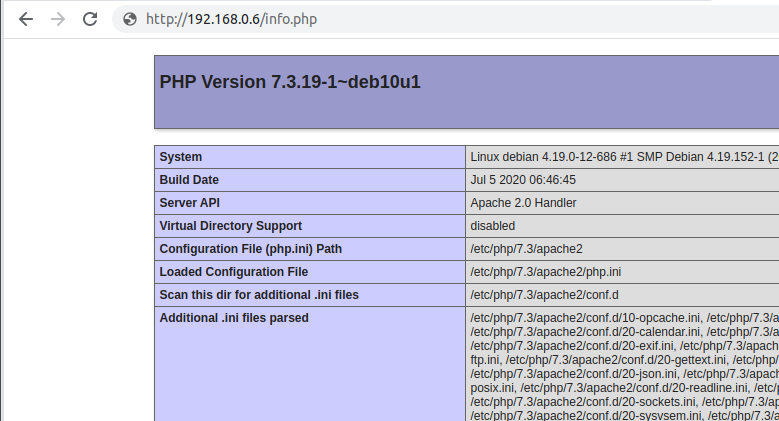 http://192.168.0.6/info.php
PHP Version 7.3.19-1~deb10u1
System Linux debian 4.19.0-12-686 #1 SMP Debian 4.19.152-1 (2
Build Date Jul 5 2020 06:46:45
Server API Apache 2.0 Handler
Virtual Directory Support disabled
Configuration File (php.ini) Path /etc/php/7.3/apache2
Loaded Configuration File /etc/php/7.3/apache2/php.ini
Scan this dir for additional .ini files /etc/php/7.3/apache2/conf.d
Additional .ini files parsed /etc/php/7.3/apache2/conf.d/10-opcache.ini, /etc/php/7.3/a
/etc/php/7.3/apache2/conf.d/20-calendar.ini, /etc/php/7.3/a
/etc/php/7.3/apache2/conf.d/20-exif.ini, /etc/php/7.3/apach
ftp.ini, /etc/php/7.3/apache2/conf.d/20-gettext.ini, /etc/php/
/etc/php/7.3/apache2/conf.d/20-json.ini, /etc/php/7.3/apach
posix.ini, /etc/php/7.3/apache2/conf.d/20-readline.ini, /etc/p
/etc/php/7.3/apache2/conf.d/20-sockets.ini, /etc/php/7.3/ap
/etc/php/7.3/apache2/conf.d/20-sysvsem.ini, /etc/php/7.3/a